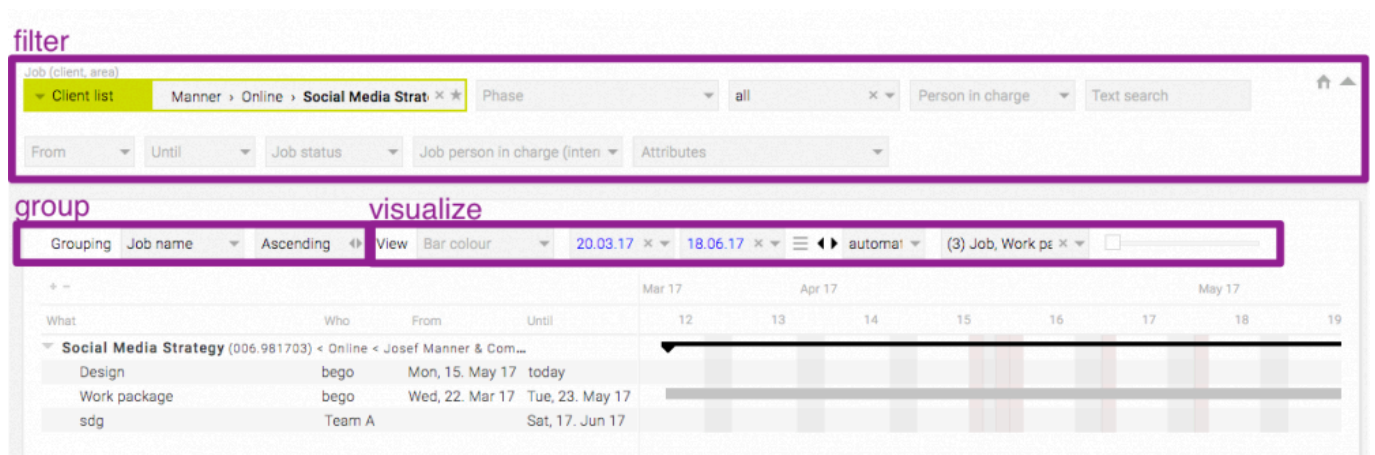 filter
Job (client, area)
Client list Manner › Online › Social Media Strat × ★ Phase all × Person in charge Text search
From Until Job status Job person in charge (inten Attributes
group visualize
Grouping Job name Ascending View Bar colour 20.03.17 × 18.06.17 × automat (3) Job, Work pa ×
+ − Mar 17 Apr 17 May 17
What Who From Until 12 13 14 15 16 17 18 19
Social Media Strategy (006.981703) < Online < Josef Manner & Com...
Design bego Mon, 15. May 17 today
Work package bego Wed, 22. Mar 17 Tue, 23. May 17
sdg Team A Sat, 17. Jun 17